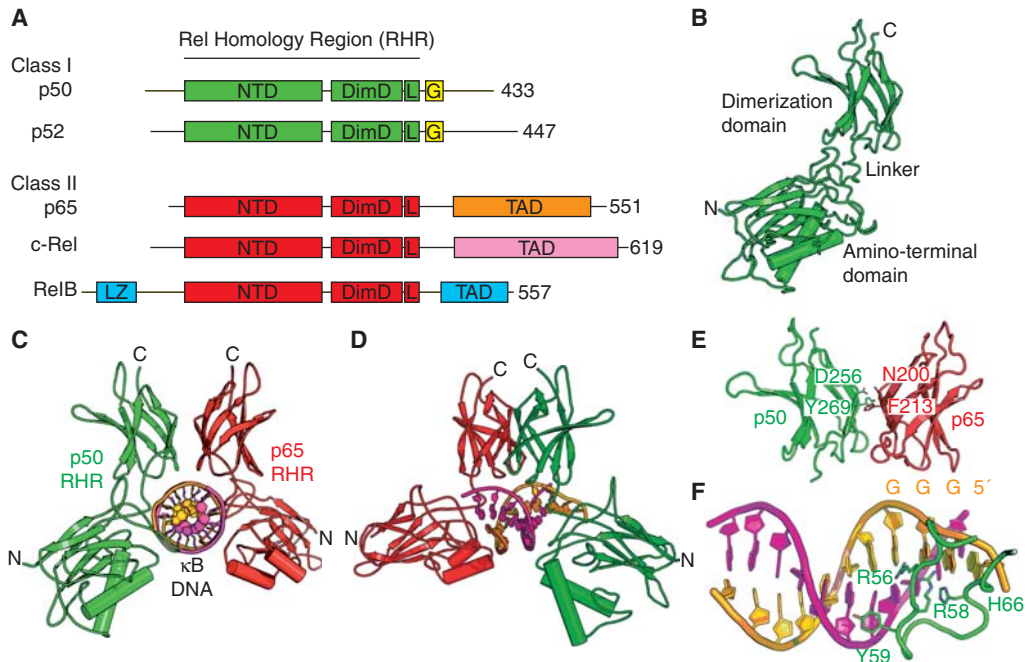 A
Rel Homology Region (RHR)
Class I
p50 NTD DimD L G 433
p52 NTD DimD L G 447
Class II
p65 NTD DimD L TAD 551
c-Rel NTD DimD L TAD 619
RelB LZ NTD DimD L TAD 557
B
C
Dimerization
domain
Linker
N
Amino-terminal
domain
C
C C
p50
RHR
p65
RHR
N N
κB
DNA
D
C C
N N
E
D256 N200
Y269 F213
p50 p65
F
G G G 5´
R56
R58 H66
Y59